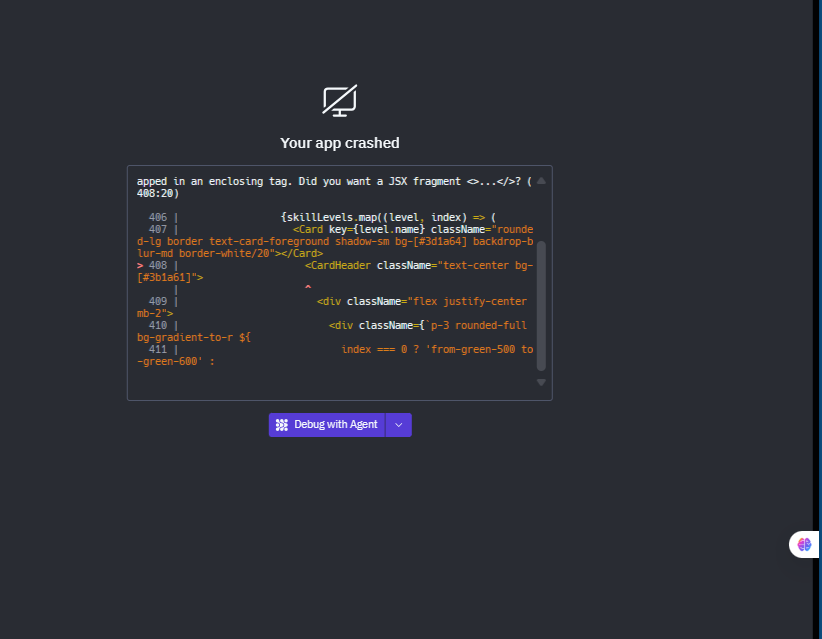 Your app crashed
apped in an enclosing tag. Did you want a JSX fragment <>...</>? (
408:20)
406 | {skillLevels.map((level, index) => (
407 | <Card key={level.name} className="rounde
d-lg border text-card-foreground shadow-sm bg-[#3d1a64] backdrop-b
lur-md border-white/20"></Card>
> 408 | <CardHeader className="text-center bg-
[#3b1a61]">
| ^
409 | <div className="flex justify-center
mb-2">
410 | <div className={`p-3 rounded-full
bg-gradient-to-r ${
411 | index === 0 ? 'from-green-500 to
-green-600' :
Debug with Agent